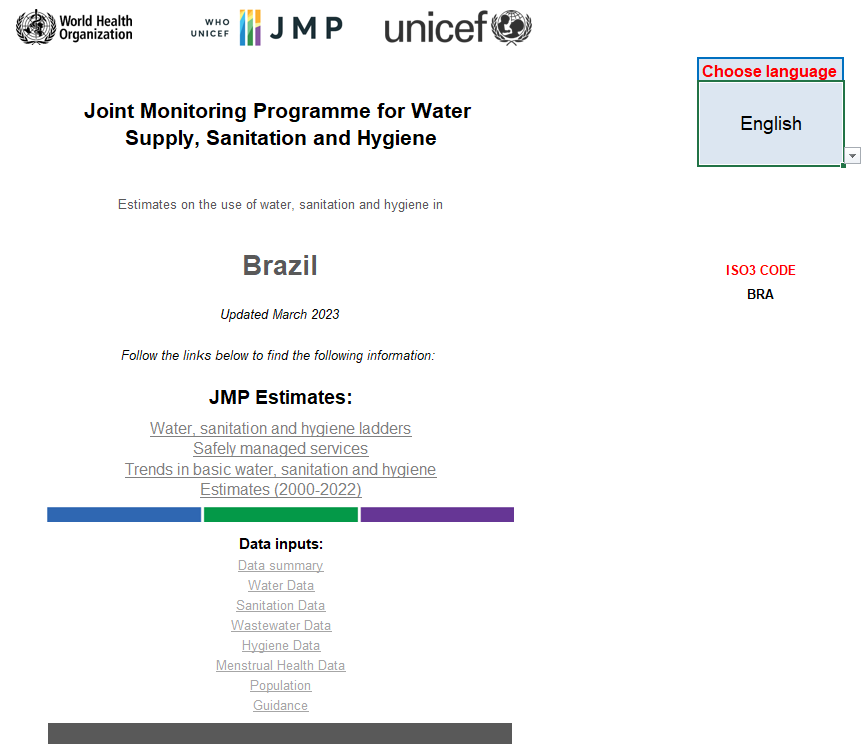 World Health
Organization
WHO
UNICEF
JMP
unicef
Choose language
English
Joint Monitoring Programme for Water
Supply, Sanitation and Hygiene
Estimates on the use of water, sanitation and hygiene in
Brazil
ISO3 CODE
BRA
Updated March 2023
Follow the links below to find the following information:
JMP Estimates:
Water, sanitation and hygiene ladders
Safely managed services
Trends in basic water, sanitation and hygiene
Estimates (2000-2022)
Data inputs:
Data summary
Water Data
Sanitation Data
Wastewater Data
Hygiene Data
Menstrual Health Data
Population
Guidance